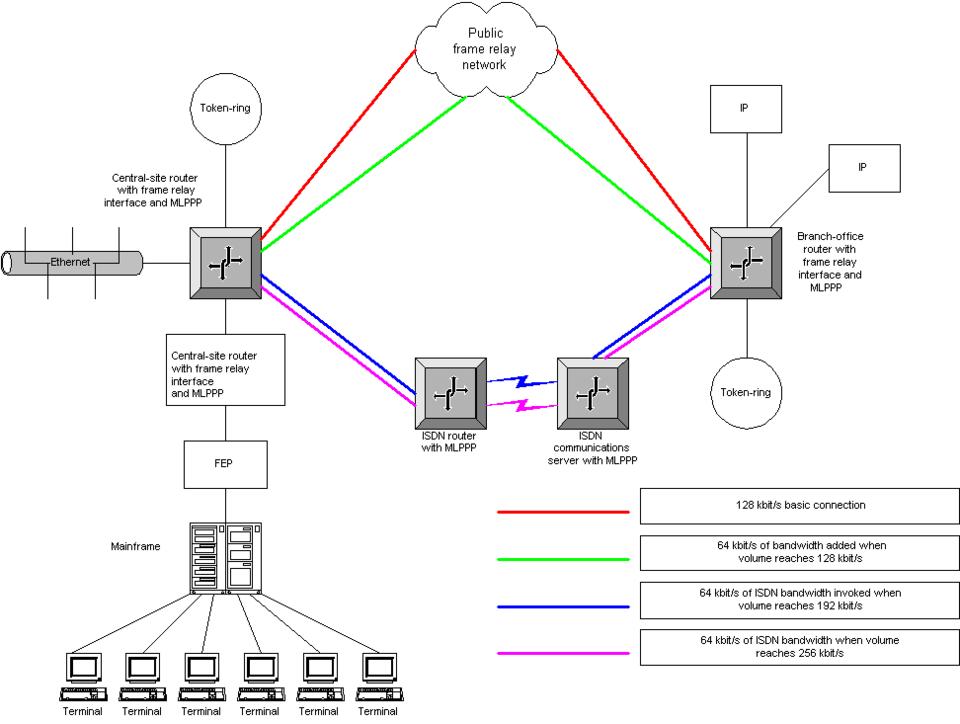 Public
frame relay
network
Token-ring
IP
IP
Central-site router
with frame relay
interface and MLPPP
Ethernet
Branch-office
router with
frame relay
interface and
MLPPP
Central-site router
with frame relay
interface
and MLPPP
Token-ring
ISDN router
with MLPPP
ISDN
communications
server with MLPPP
FEP
Mainframe
128 kbit/s basic connection
64 kbit/s of bandwidth added when
volume reaches 128 kbit/s
64 kbit/s of ISDN bandwidth invoked when
volume reaches 192 kbit/s
64 kbit/s of ISDN bandwidth when volume
reaches 256 kbit/s
Terminal
Terminal
Terminal
Terminal
Terminal
Terminal